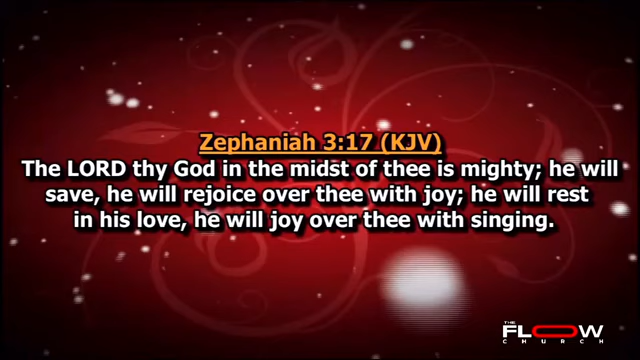 Zephaniah 3:17 (KJV)
The LORD thy God in the midst of thee is mighty; he will
save, he will rejoice over thee with joy; he will rest
in his love, he will joy over thee with singing.
THE
FLOW
CHURCH